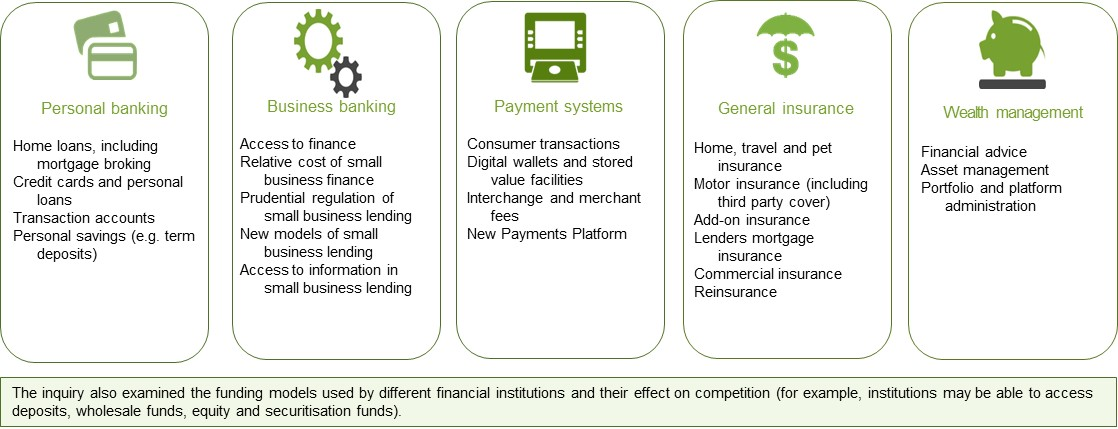 Personal banking
Home loans, including
mortgage broking
Credit cards and personal
loans
Transaction accounts
Personal savings (e.g. term
deposits)
Business banking
Access to finance
Relative cost of small
business finance
Prudential regulation of
small business lending
New models of small
business lending
Access to information in
small business lending
Payment systems
Consumer transactions
Digital wallets and stored
value facilities
Interchange and merchant
fees
New Payments Platform
$
General insurance
Home, travel and pet
insurance
Motor insurance (including
third party cover)
Add-on insurance
Lenders mortgage
insurance
Commercial insurance
Reinsurance
Wealth management
Financial advice
Asset management
Portfolio and platform
administration
The inquiry also examined the funding models used by different financial institutions and their effect on competition (for example, institutions may be able to access
deposits, wholesale funds, equity and securitisation funds).